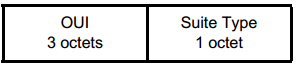 OUI
3 octets
Suite Type
1 octet